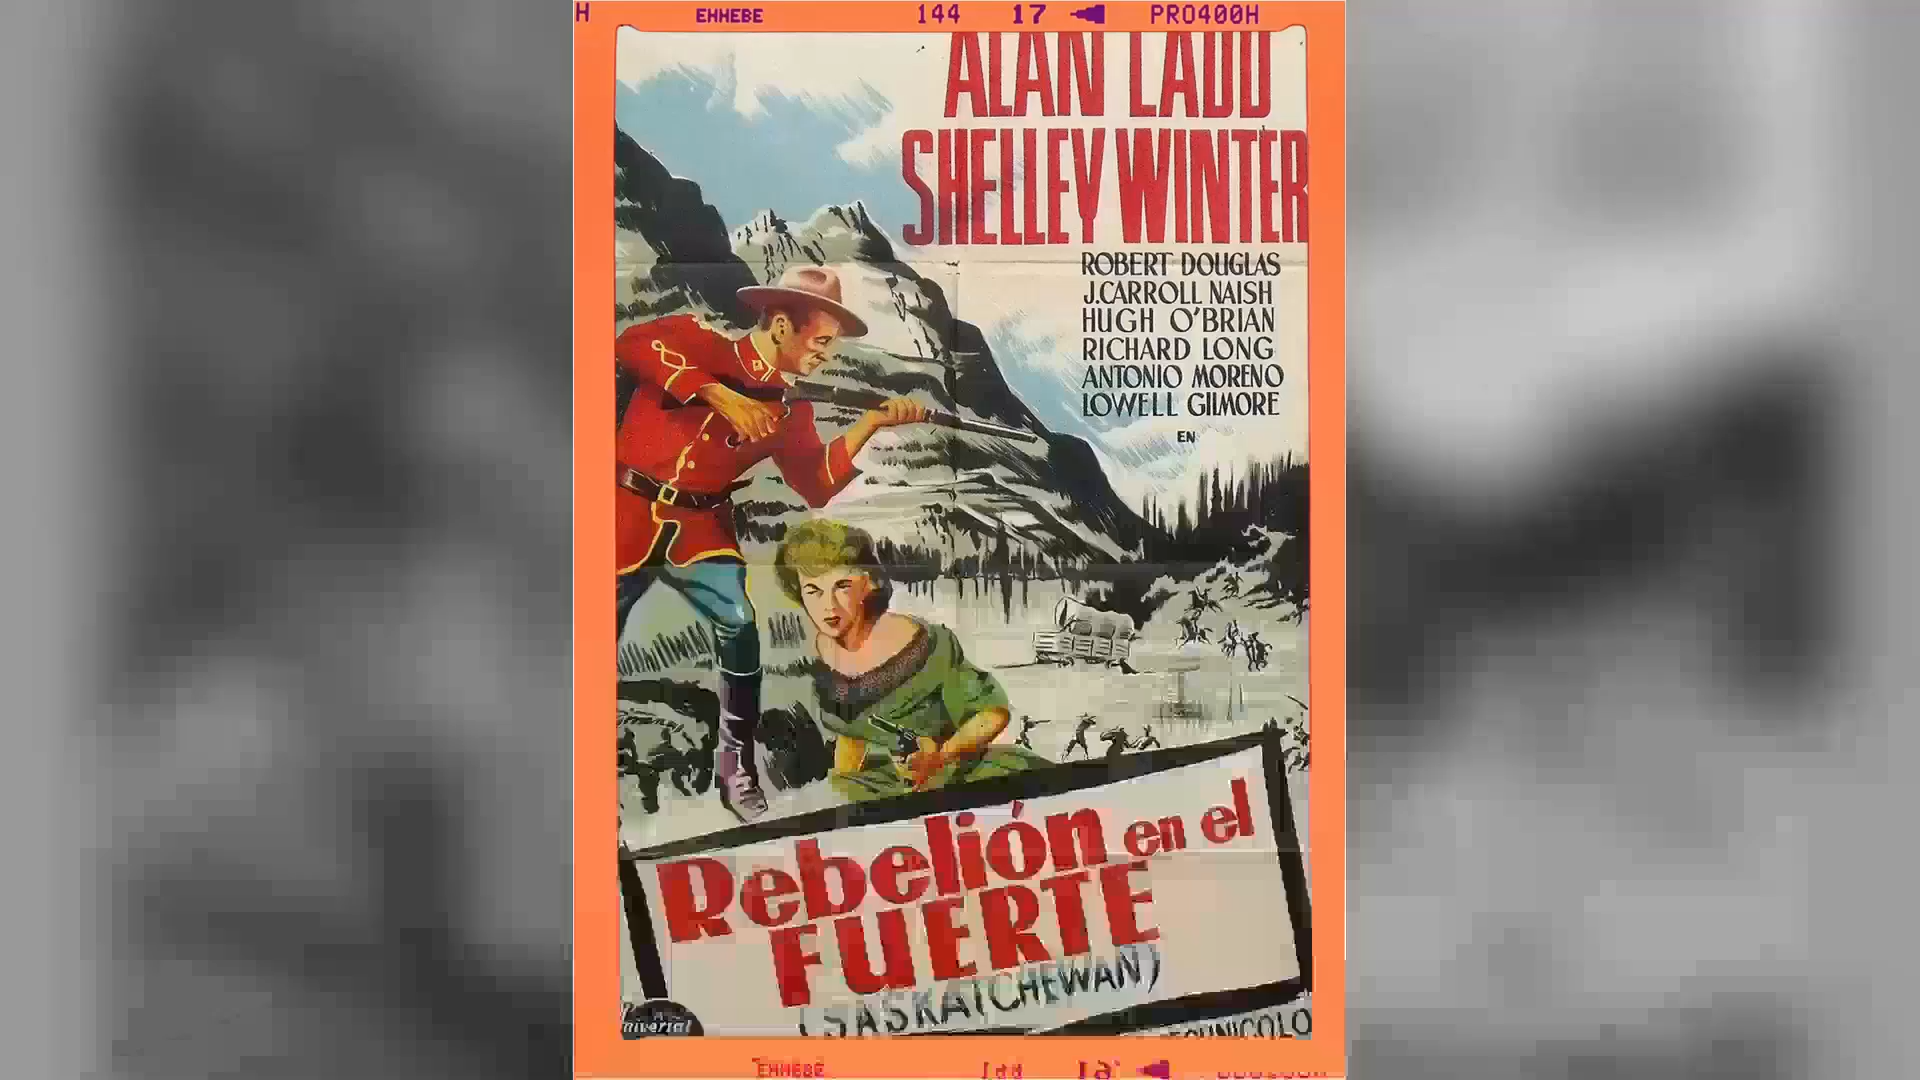 H EHHEBE 144 17 PRO400H
ALAN LADD
SHELLEY WINTER
ROBERT DOUGLAS
J. CARROLL NAISH
HUGH O'BRIAN
RICHARD LONG
ANTONIO MORENO
LOWELL GILMORE
EN
Rebelión en el
FUERTE
(SASKATCHEWAN)
niversal
EHHEBE